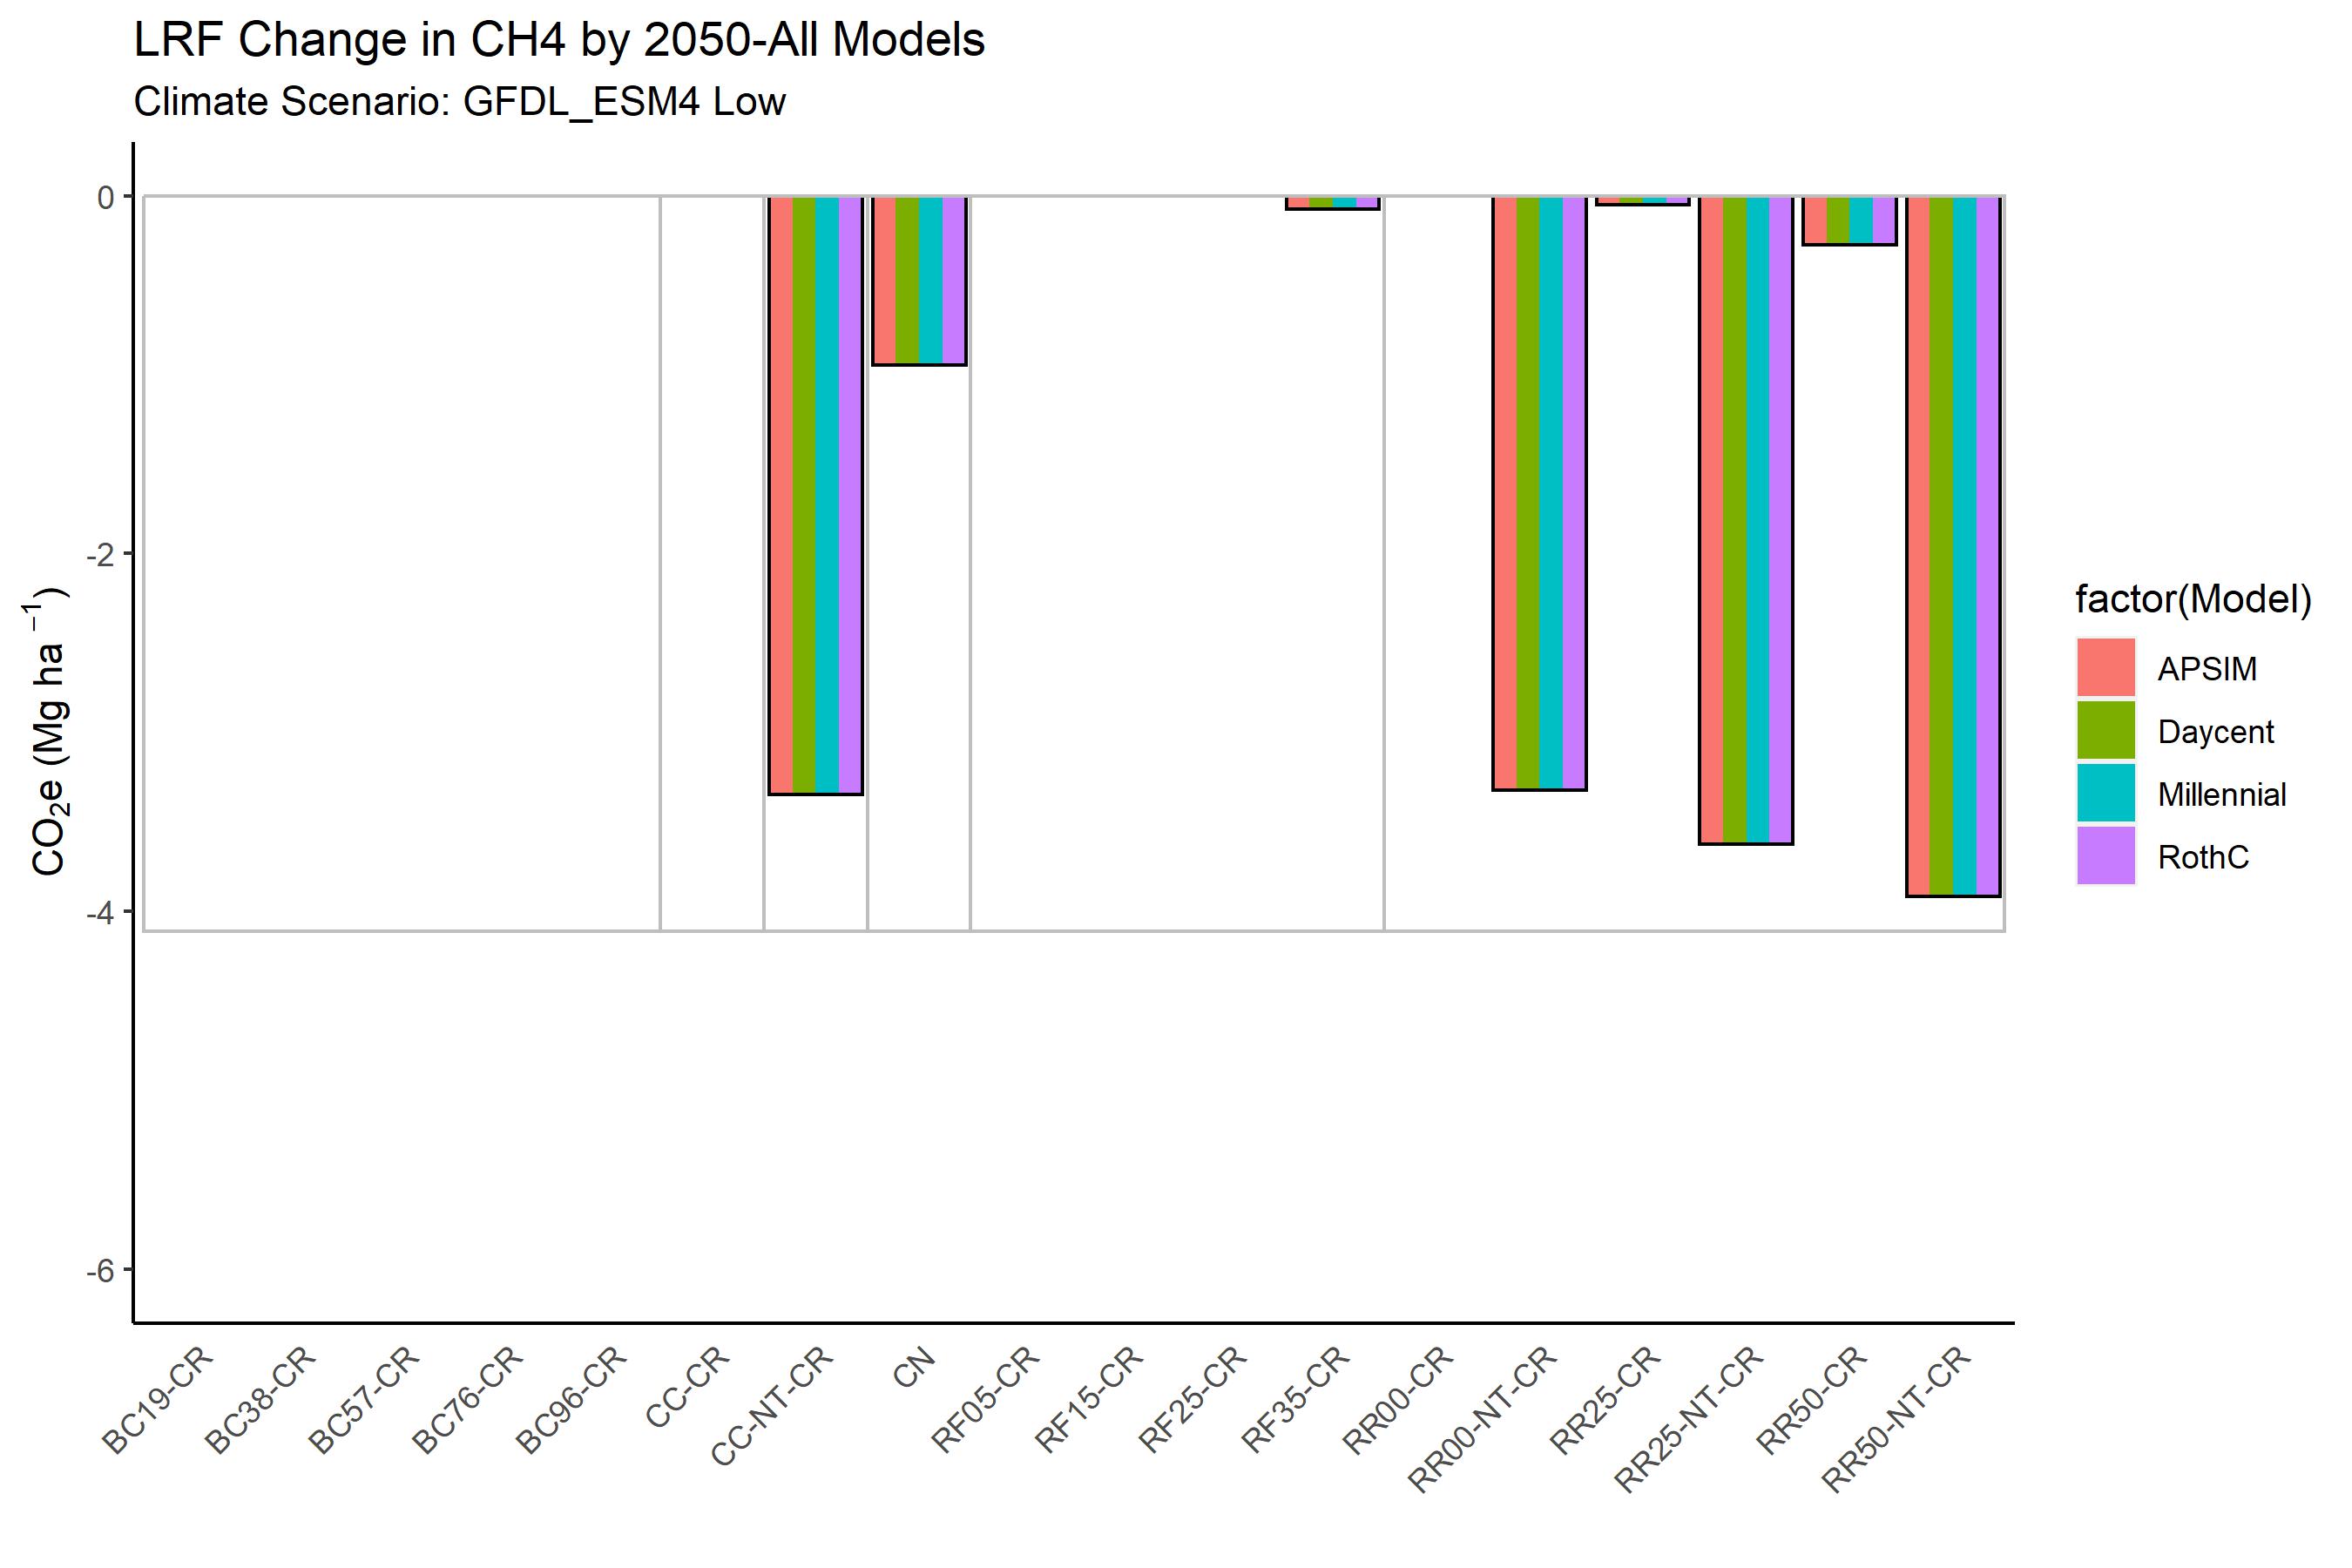 LRF Change in CH4 by 2050-All Models
Climate Scenario: GFDL_ESM4 Low
0
-2
-4
-6
CO₂e (Mg ha ⁻¹)
BC19-CR
BC38-CR
BC57-CR
BC76-CR
BC96-CR
CC-CR
CC-NT-CR
CN
RF05-CR
RF15-CR
RF25-CR
RF35-CR
RR00-CR
RR00-NT-CR
RR25-CR
RR25-NT-CR
RR50-CR
RR50-NT-CR
factor(Model)
APSIM
Daycent
Millennial
RothC